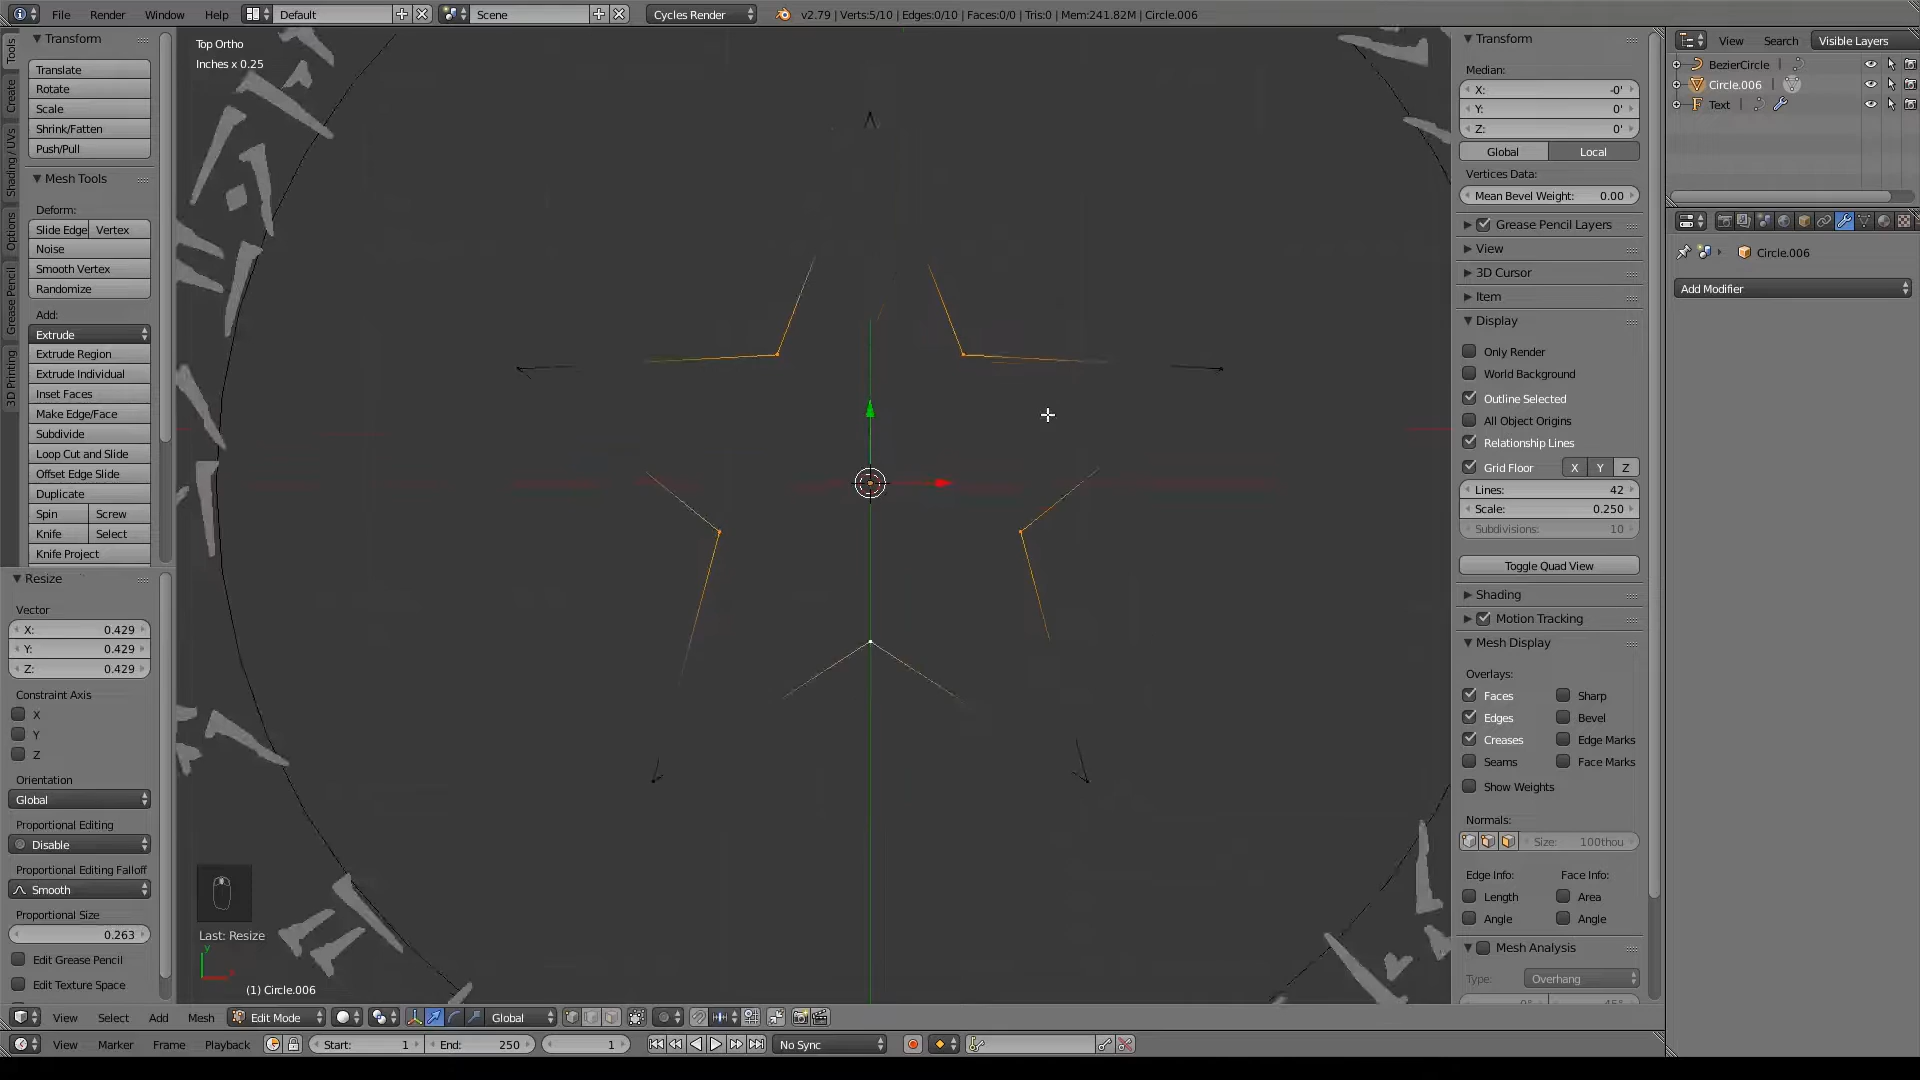 File Render Window Help Default Scene Cycles Render v2.79 | Verts:5/10 | Edges:0/10 | Faces:0/0 | Tris:0 | Mem:241.82M | Circle.006
Tools
Create
Shading / UVs
Options
Grease Pencil
3D Printing
Transform
Translate
Rotate
Scale
Shrink/Fatten
Push/Pull
Mesh Tools
Deform:
Slide Edge Vertex
Noise
Smooth Vertex
Randomize
Add:
Extrude
Extrude Region
Extrude Individual
Inset Faces
Make Edge/Face
Subdivide
Loop Cut and Slide
Offset Edge Slide
Duplicate
Spin Screw
Knife Select
Knife Project
Resize
Vector
X: 0.429
Y: 0.429
Z: 0.429
Constraint Axis
X
Y
Z
Orientation
Global
Proportional Editing
Disable
Proportional Editing Falloff
Smooth
Proportional Size
0.263
Edit Grease Pencil
Edit Texture Space
Top Ortho
Inches x 0.25
Last: Resize
y
(1) Circle.006
Transform
Median:
X: -0'
Y: 0'
Z: 0'
Global Local
Vertices Data:
Mean Bevel Weight: 0.00
Grease Pencil Layers
View
3D Cursor
Item
Display
Only Render
World Background
Outline Selected
All Object Origins
Relationship Lines
Grid Floor X Y Z
Lines: 42
Scale: 0.250
Subdivisions: 10
Toggle Quad View
Shading
Motion Tracking
Mesh Display
Overlays:
Faces Sharp
Edges Bevel
Creases Edge Marks
Seams Face Marks
Show Weights
Normals:
Size: 100thou
Edge Info: Face Info:
Length Area
Angle Angle
Mesh Analysis
Type: Overhang
View Search Visible Layers
BezierCircle
Circle.006
Text
Circle.006
Add Modifier
View Select Add Mesh Edit Mode Global
View Marker Frame Playback Start: 1 End: 250 1 No Sync